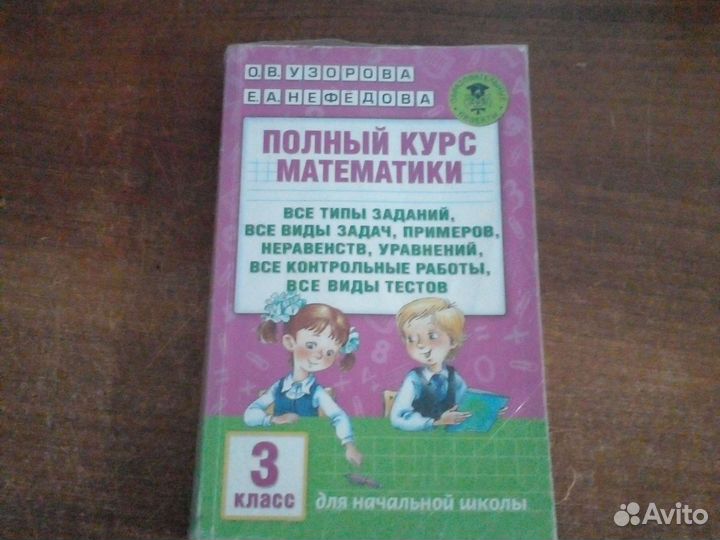 О.В. УЗОРОВА
Е.А. НЕФЕДОВА
ПОЛНЫЙ КУРС
МАТЕМАТИКИ
ВСЕ ТИПЫ ЗАДАНИЙ,
ВСЕ ВИДЫ ЗАДАЧ, ПРИМЕРОВ,
НЕРАВЕНСТВ, УРАВНЕНИЙ,
ВСЕ КОНТРОЛЬНЫЕ РАБОТЫ,
ВСЕ ВИДЫ ТЕСТОВ
3
КЛАСС
для начальной школы
Avito